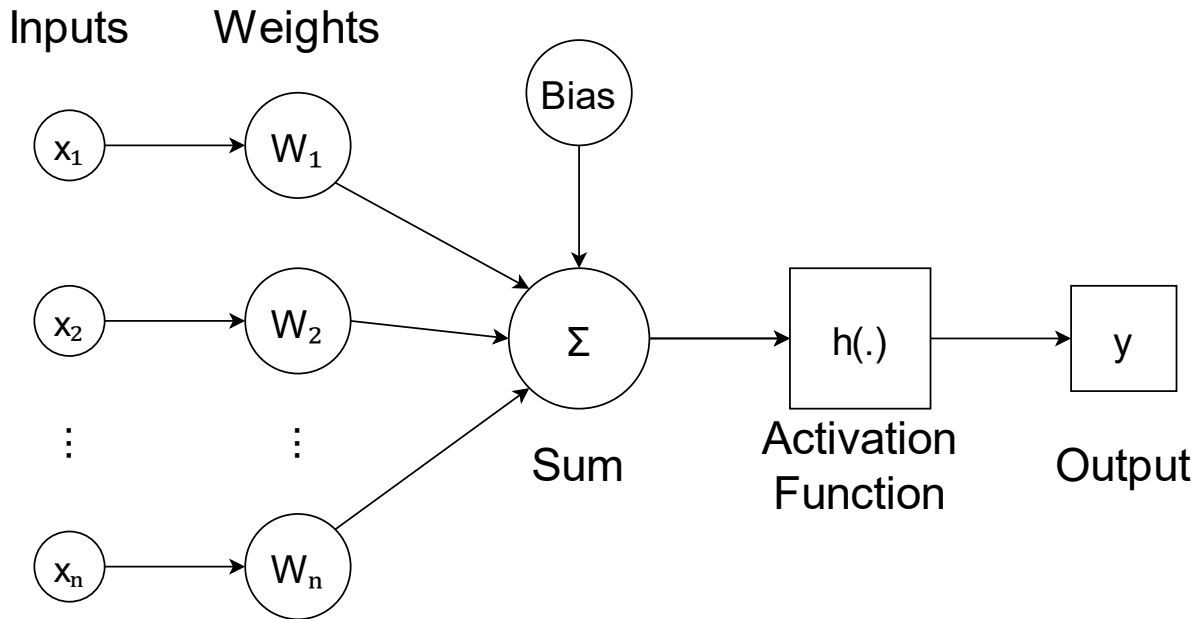 Inputs Weights
Bias
x₁ W₁
x₂ W₂
Σ h(.) y
⋮ ⋮
Sum Activation Function Output
xₙ Wₙ